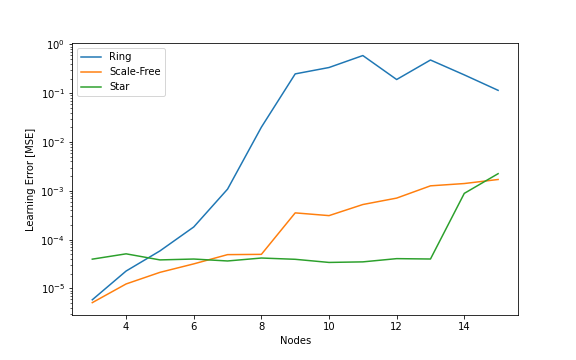 Ring
Scale-Free
Star
Learning Error [MSE]
10⁰
10⁻¹
10⁻²
10⁻³
10⁻⁴
10⁻⁵
4 6 8 10 12 14
Nodes